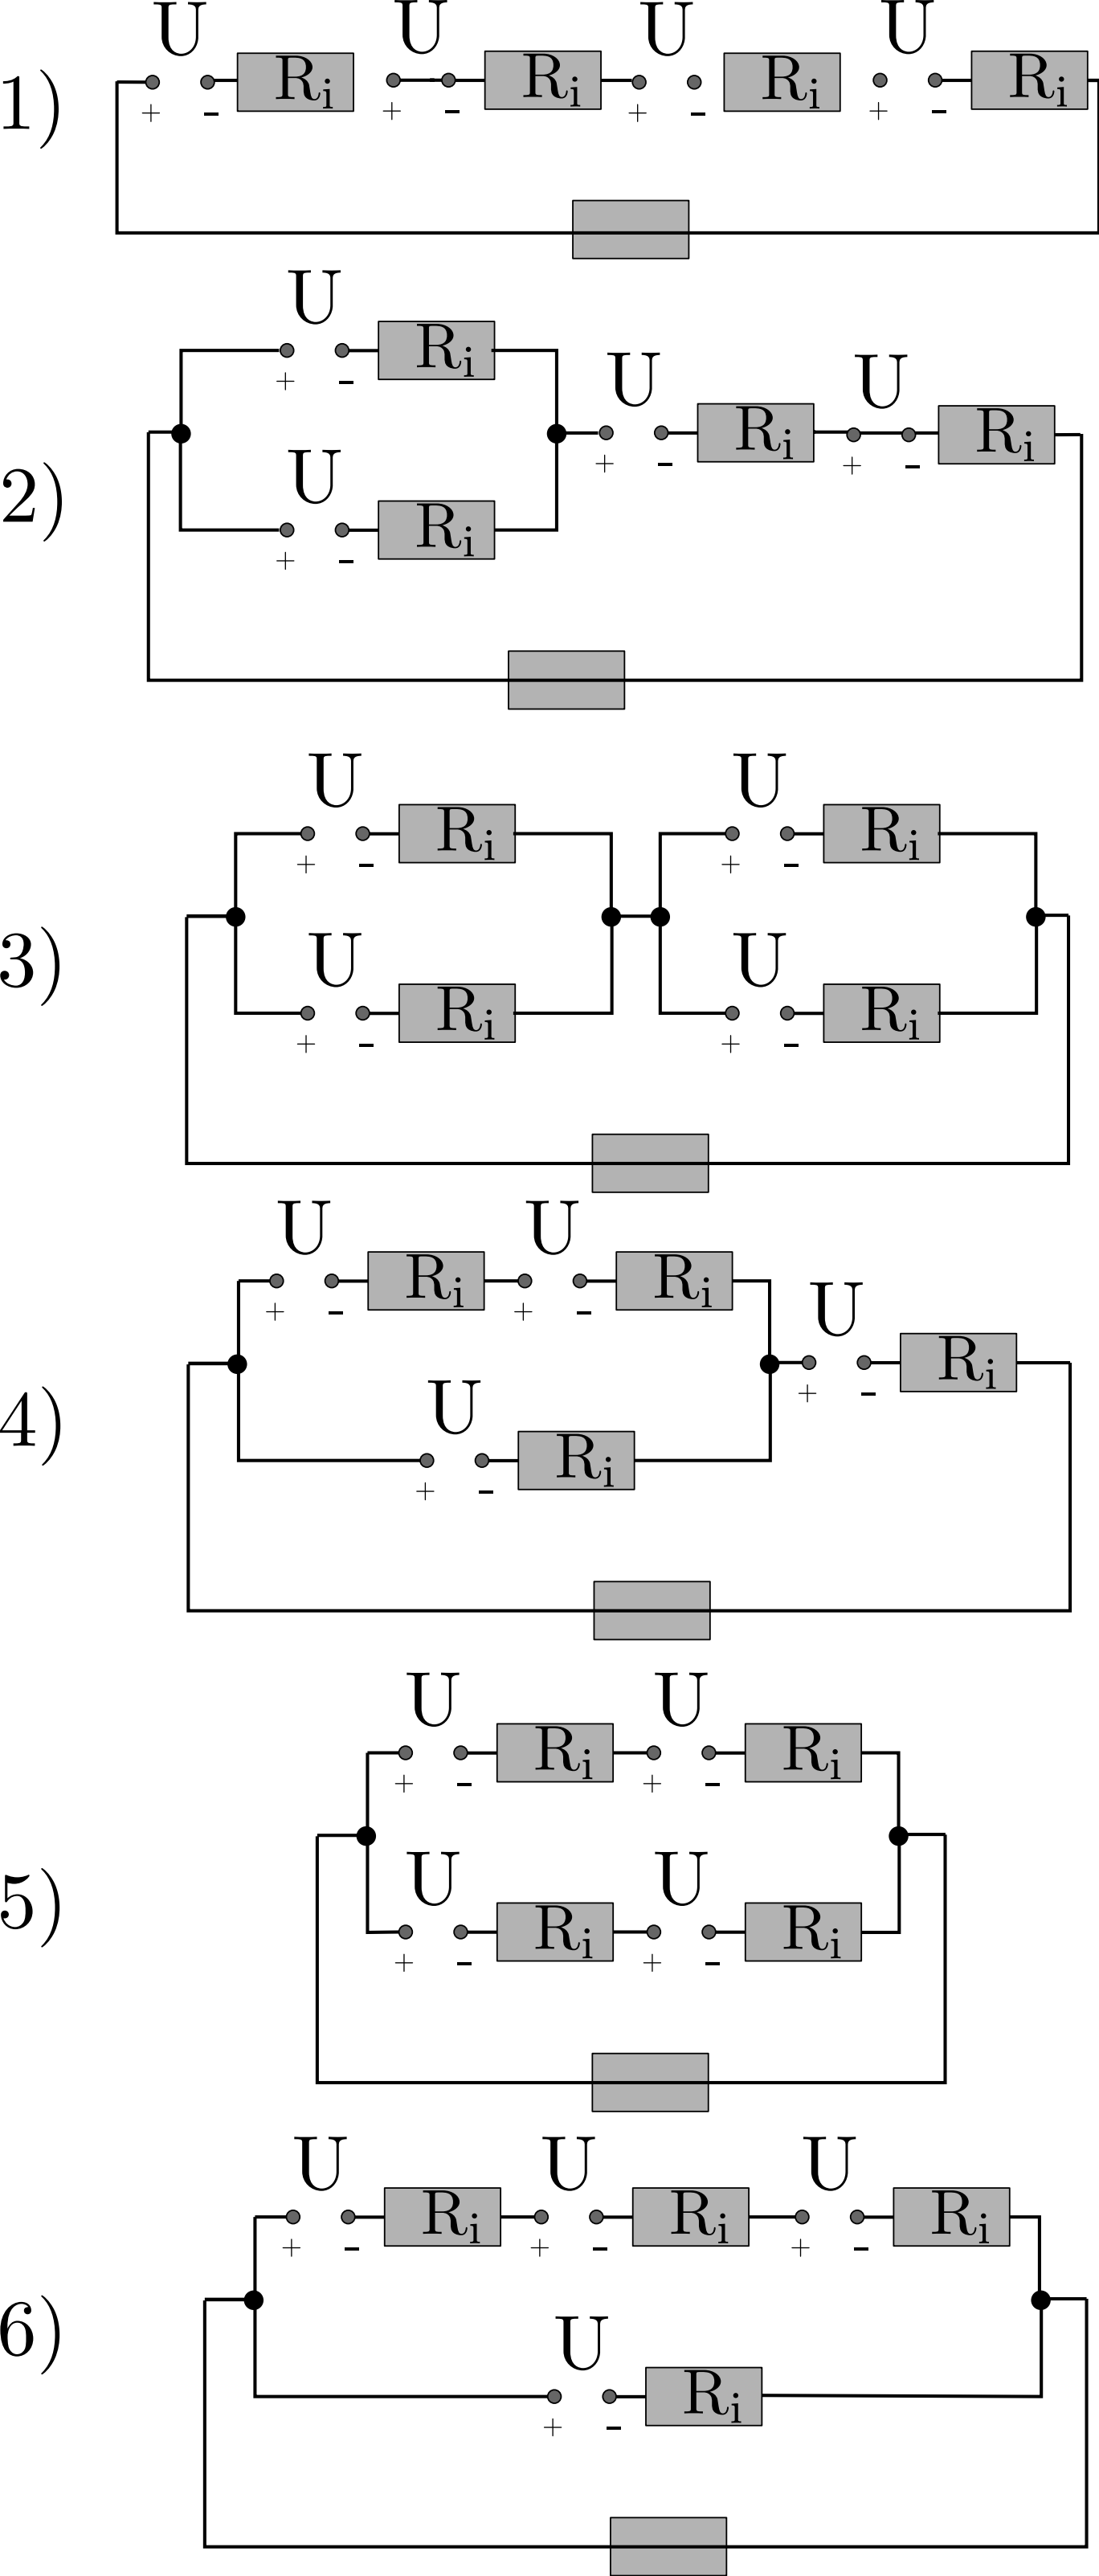 U U U U
1) Ri Ri Ri Ri
+ - + - + - + -
U
Ri
+ -
U U
Ri Ri
+ - + -
2)
U
Ri
+ -
U U
Ri Ri
+ - + -
3)
U U
Ri Ri
+ - + -
U U
Ri Ri
+ - + -
U
Ri
+ -
4)
U
Ri
+ -
U U
Ri Ri
+ - + -
5)
U U
Ri Ri
+ - + -
U U U
Ri Ri Ri
+ - + - + -
6)
U
Ri
+ -